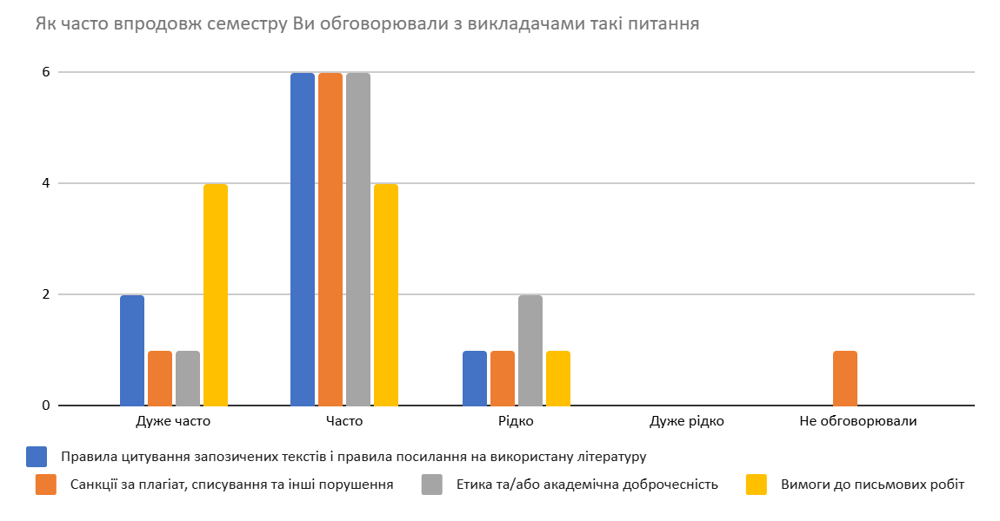 Як часто впродовж семестру Ви обговорювали з викладачами такі питання
6
4
2
0
Дуже часто Часто Рідко Дуже рідко Не обговорювали
Правила цитування запозичених текстів і правила посилання на використану літературу
Санкції за плагіат, списування та інші порушення Етика та/або академічна доброчесність Вимоги до письмових робіт